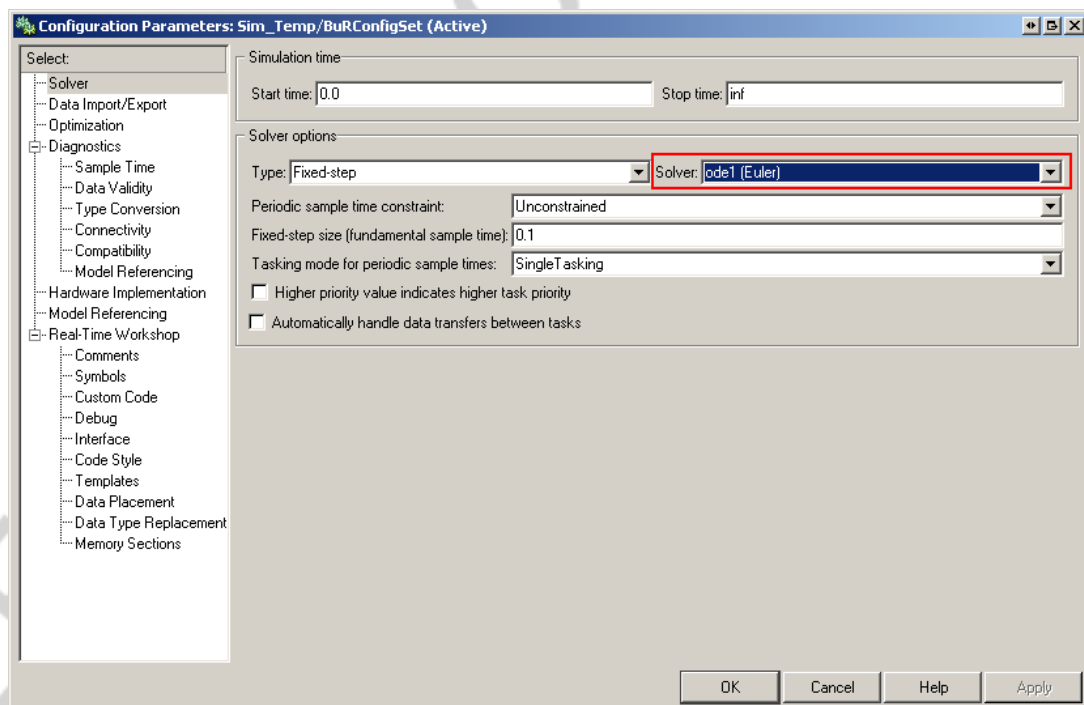 Configuration Parameters: Sim_Temp/BuRConfigSet (Active)
Select:
Solver
Data Import/Export
Optimization
Diagnostics
Sample Time
Data Validity
Type Conversion
Connectivity
Compatibility
Model Referencing
Hardware Implementation
Model Referencing
Real-Time Workshop
Comments
Symbols
Custom Code
Debug
Interface
Code Style
Templates
Data Placement
Data Type Replacement
Memory Sections
Simulation time
Start time: 0.0 Stop time: inf
Solver options
Type: Fixed-step Solver: ode1 (Euler)
Periodic sample time constraint: Unconstrained
Fixed-step size (fundamental sample time): 0.1
Tasking mode for periodic sample times: SingleTasking
Higher priority value indicates higher task priority
Automatically handle data transfers between tasks
OK Cancel Help Apply